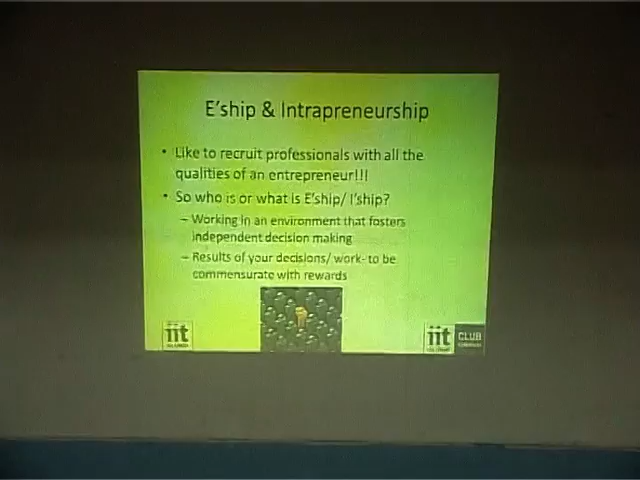 E'ship & Intrapreneurship
• Like to recruit professionals with all the
qualities of an entrepreneur!!!
• So who is or what is E'ship/ I'ship?
– Working in an environment that fosters
independent decision making
– Results of your decisions/ work- to be
commensurate with rewards
iit
iit CLUB